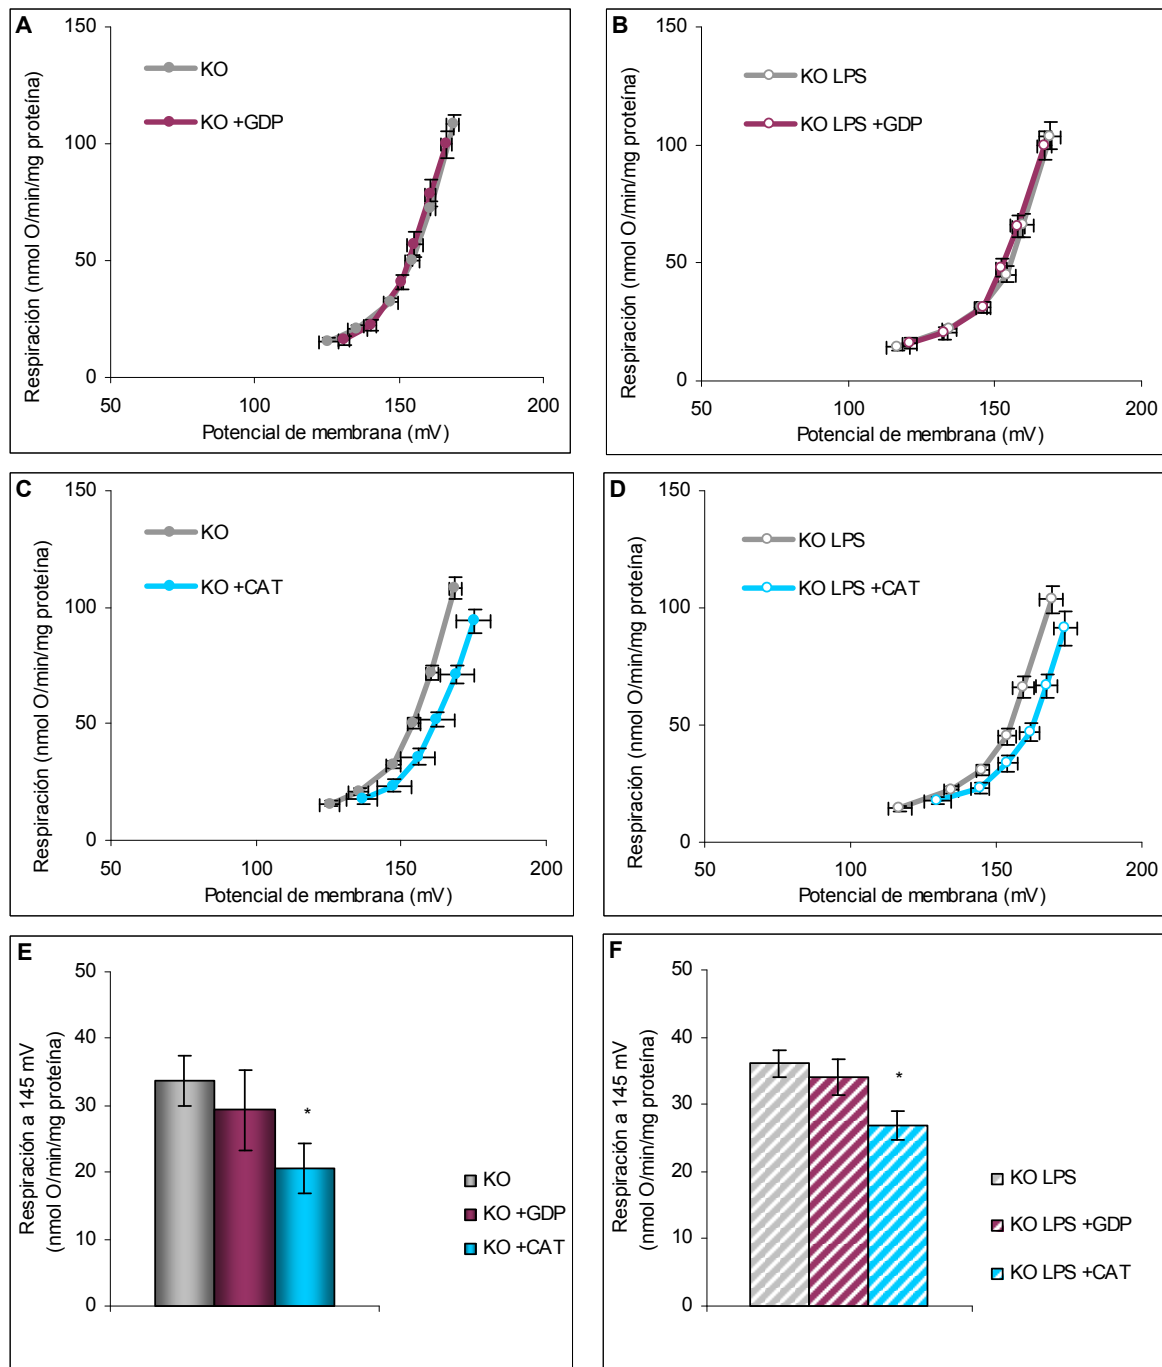 A
Respiración (nmol O/min/mg proteína)
150
100
50
0
KO
KO +GDP
50
100
150
200
Potencial de membrana (mV)
B
Respiración (nmol O/min/mg proteína)
150
100
50
0
KO LPS
KO LPS +GDP
50
100
150
200
Potencial de membrana (mV)
C
Respiración (nmol O/min/mg proteína)
150
100
50
0
KO
KO +CAT
50
100
150
200
Potencial de membrana (mV)
D
Respiración (nmol O/min/mg proteína)
150
100
50
0
KO LPS
KO LPS +CAT
50
100
150
200
Potencial de membrana (mV)
E
Respiración a 145 mV
(nmol O/min/mg proteína)
50
40
30
20
10
0
*
KO
KO +GDP
KO +CAT
F
Respiración a 145 mV
(nmol O/min/mg proteína)
50
40
30
20
10
0
*
KO LPS
KO LPS +GDP
KO LPS +CAT